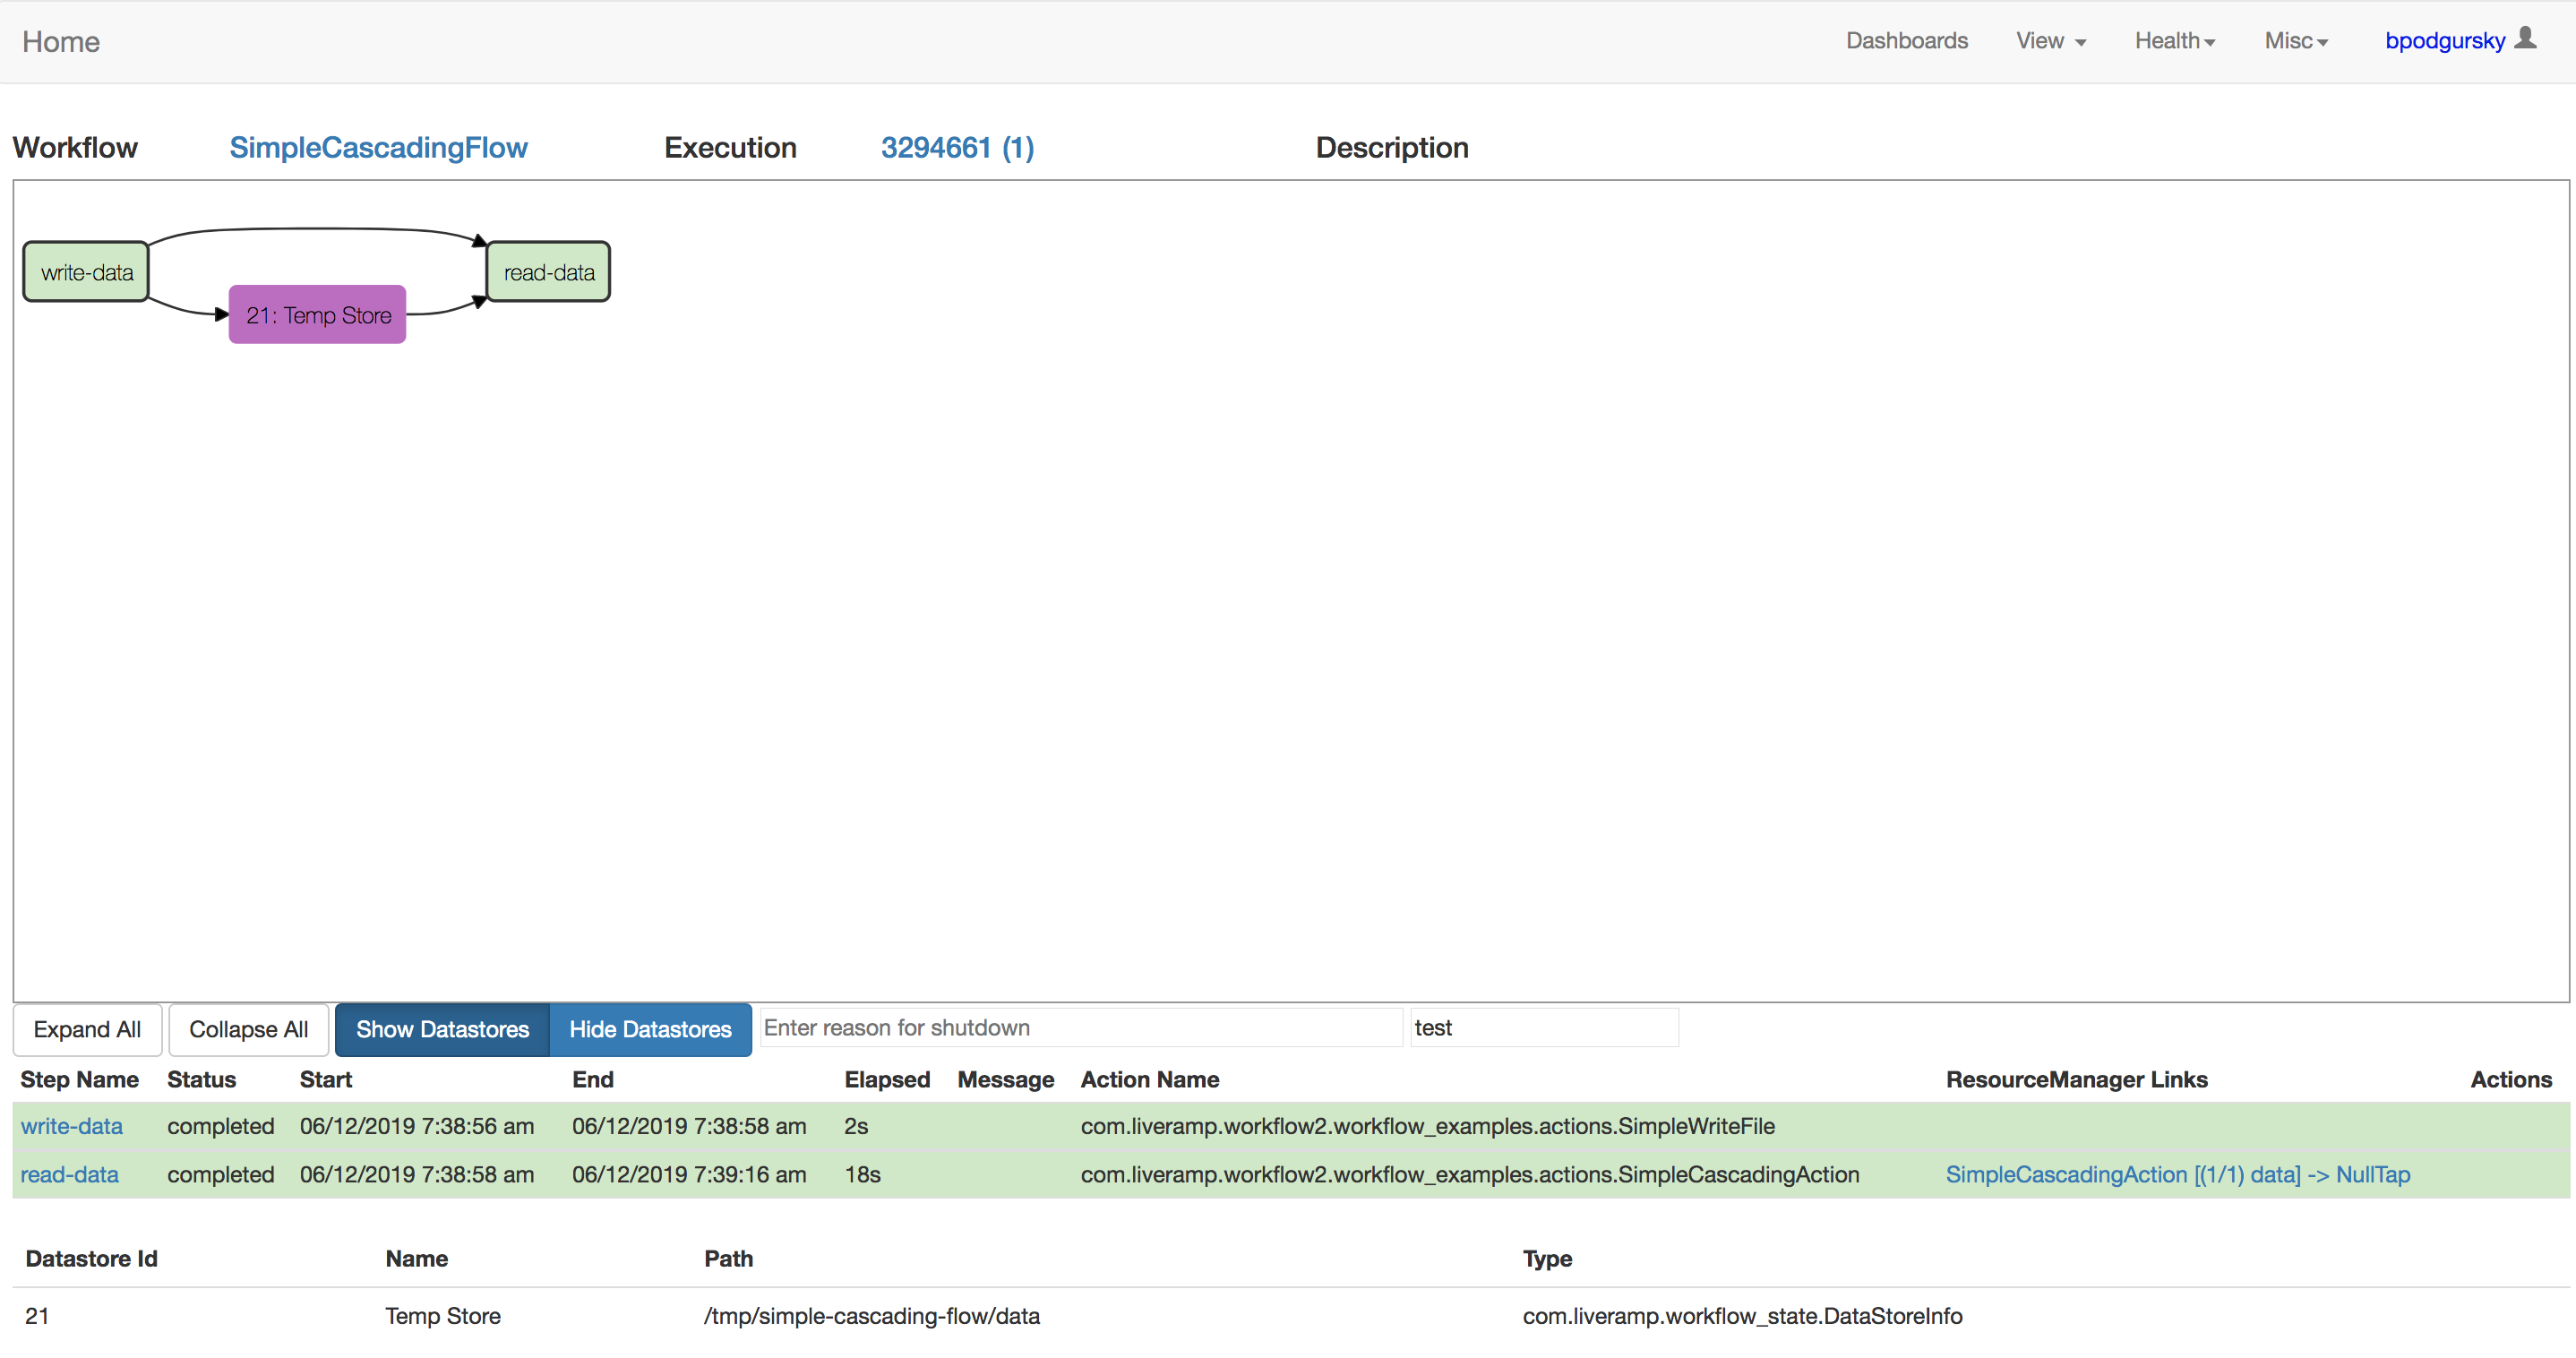 Home Dashboards View Health Misc bpodgursky
Workflow SimpleCascadingFlow Execution 3294661 (1) Description
write-data read-data
21: Temp Store
Expand All Collapse All Show Datastores Hide Datastores Enter reason for shutdown test
Step Name Status Start End Elapsed Message Action Name ResourceManager Links Actions
write-data completed 06/12/2019 7:38:56 am 06/12/2019 7:38:58 am 2s com.liveramp.workflow2.workflow_examples.actions.SimpleWriteFile
read-data completed 06/12/2019 7:38:58 am 06/12/2019 7:39:16 am 18s com.liveramp.workflow2.workflow_examples.actions.SimpleCascadingAction SimpleCascadingAction [(1/1) data] -> NullTap
Datastore Id Name Path Type
21 Temp Store /tmp/simple-cascading-flow/data com.liveramp.workflow_state.DataStoreInfo